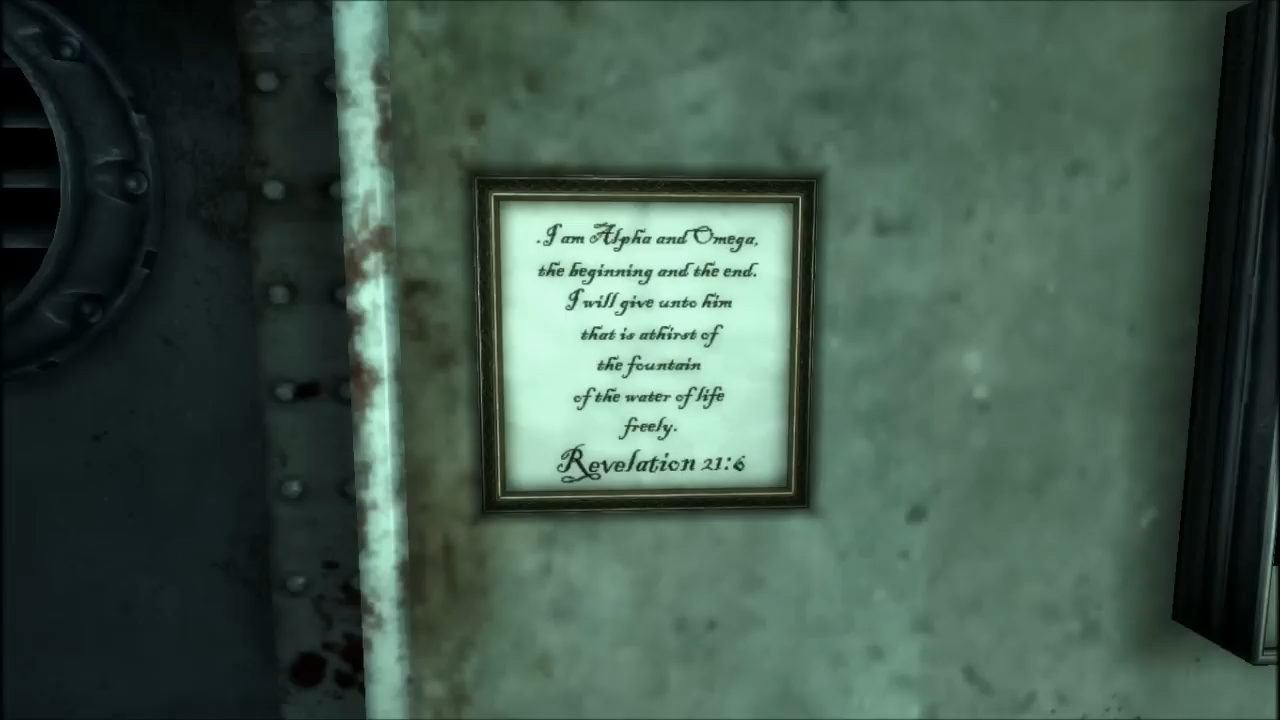 .I am Alpha and Omega,
the beginning and the end.
I will give unto him
that is athirst of
the fountain
of the water of life
freely.
Revelation 21:6